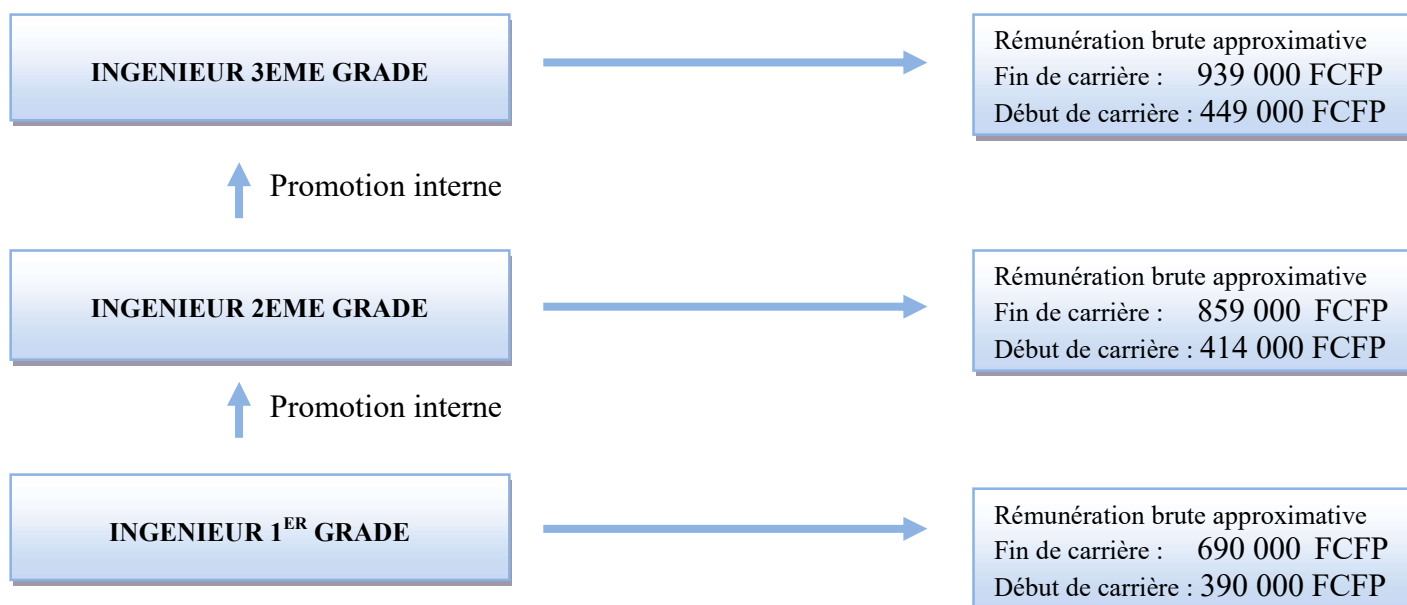 INGENIEUR 3EME GRADE
Rémunération brute approximative
Fin de carrière : 939 000 FCFP
Début de carrière : 449 000 FCFP
Promotion interne
INGENIEUR 2EME GRADE
Rémunération brute approximative
Fin de carrière : 859 000 FCFP
Début de carrière : 414 000 FCFP
Promotion interne
INGENIEUR 1ER GRADE
Rémunération brute approximative
Fin de carrière : 690 000 FCFP
Début de carrière : 390 000 FCFP